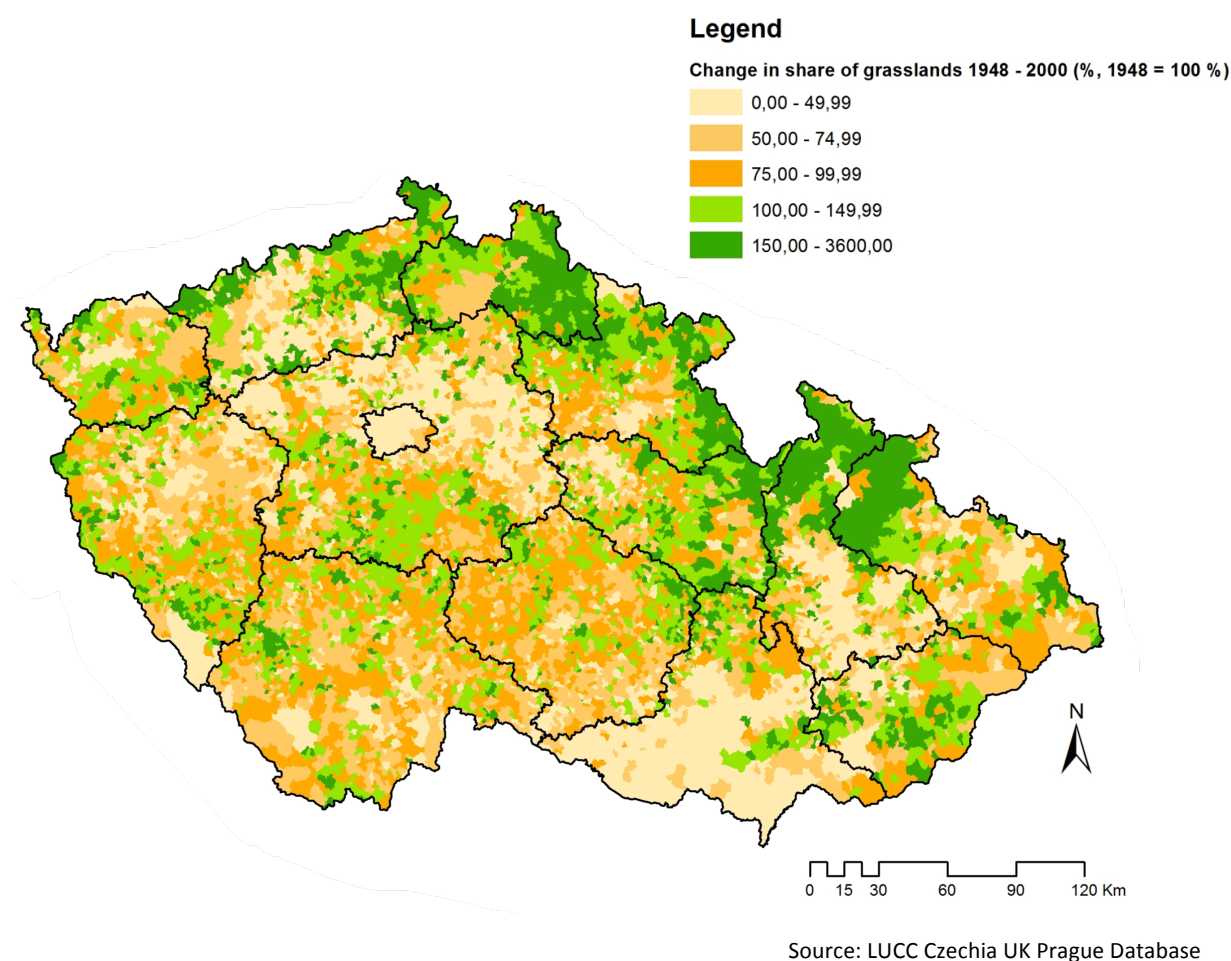 Legend
Change in share of grasslands 1948 - 2000 (%, 1948 = 100 %)
0,00 - 49,99
50,00 - 74,99
75,00 - 99,99
100,00 - 149,99
150,00 - 3600,00
N
0 15 30 60 90 120 Km
Source: LUCC Czechia UK Prague Database